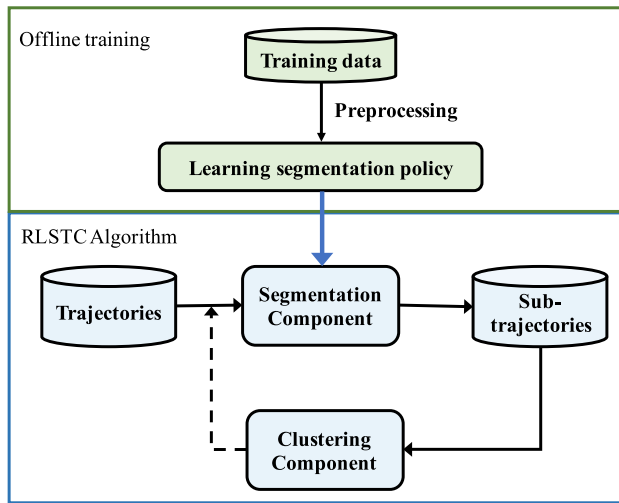 Offline training
Training data
Preprocessing
Learning segmentation policy
RLSTC Algorithm
Trajectories
Segmentation
Component
Sub-
trajectories
Clustering
Component